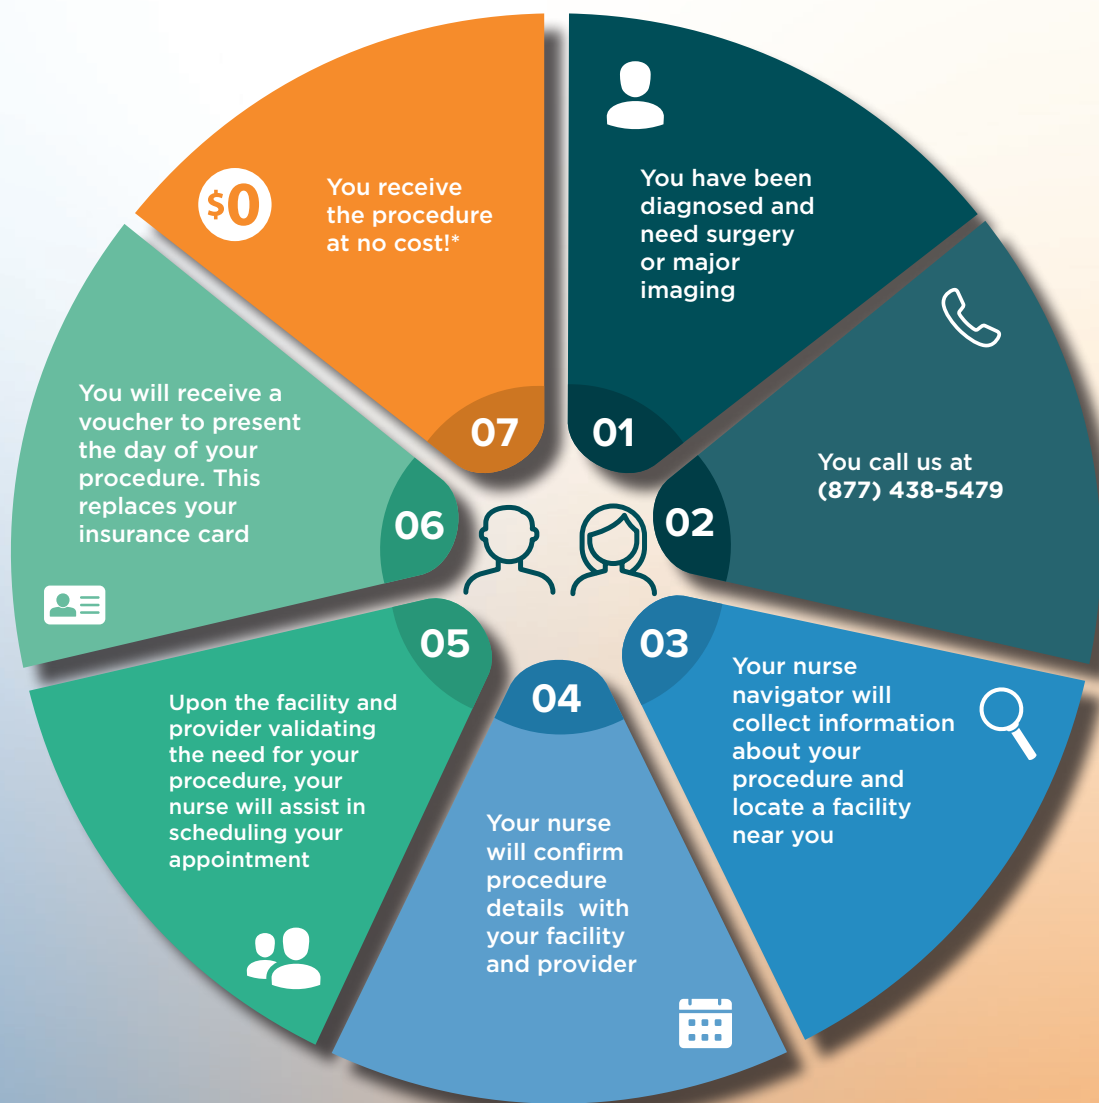 01
You have been
diagnosed and
need surgery
or major
imaging
02
You call us at
(877) 438-5479
03
Your nurse
navigator will
collect information
about your
procedure and
locate a facility
near you
04
Your nurse
will confirm
procedure
details  with
your facility
and provider
05
Upon the facility and
provider validating
the need for your
procedure, your
nurse will assist in
scheduling your
appointment
06
You will receive a
voucher to present
the day of your
procedure. This
replaces your
insurance card
07
$0
You receive
the procedure
at no cost!*